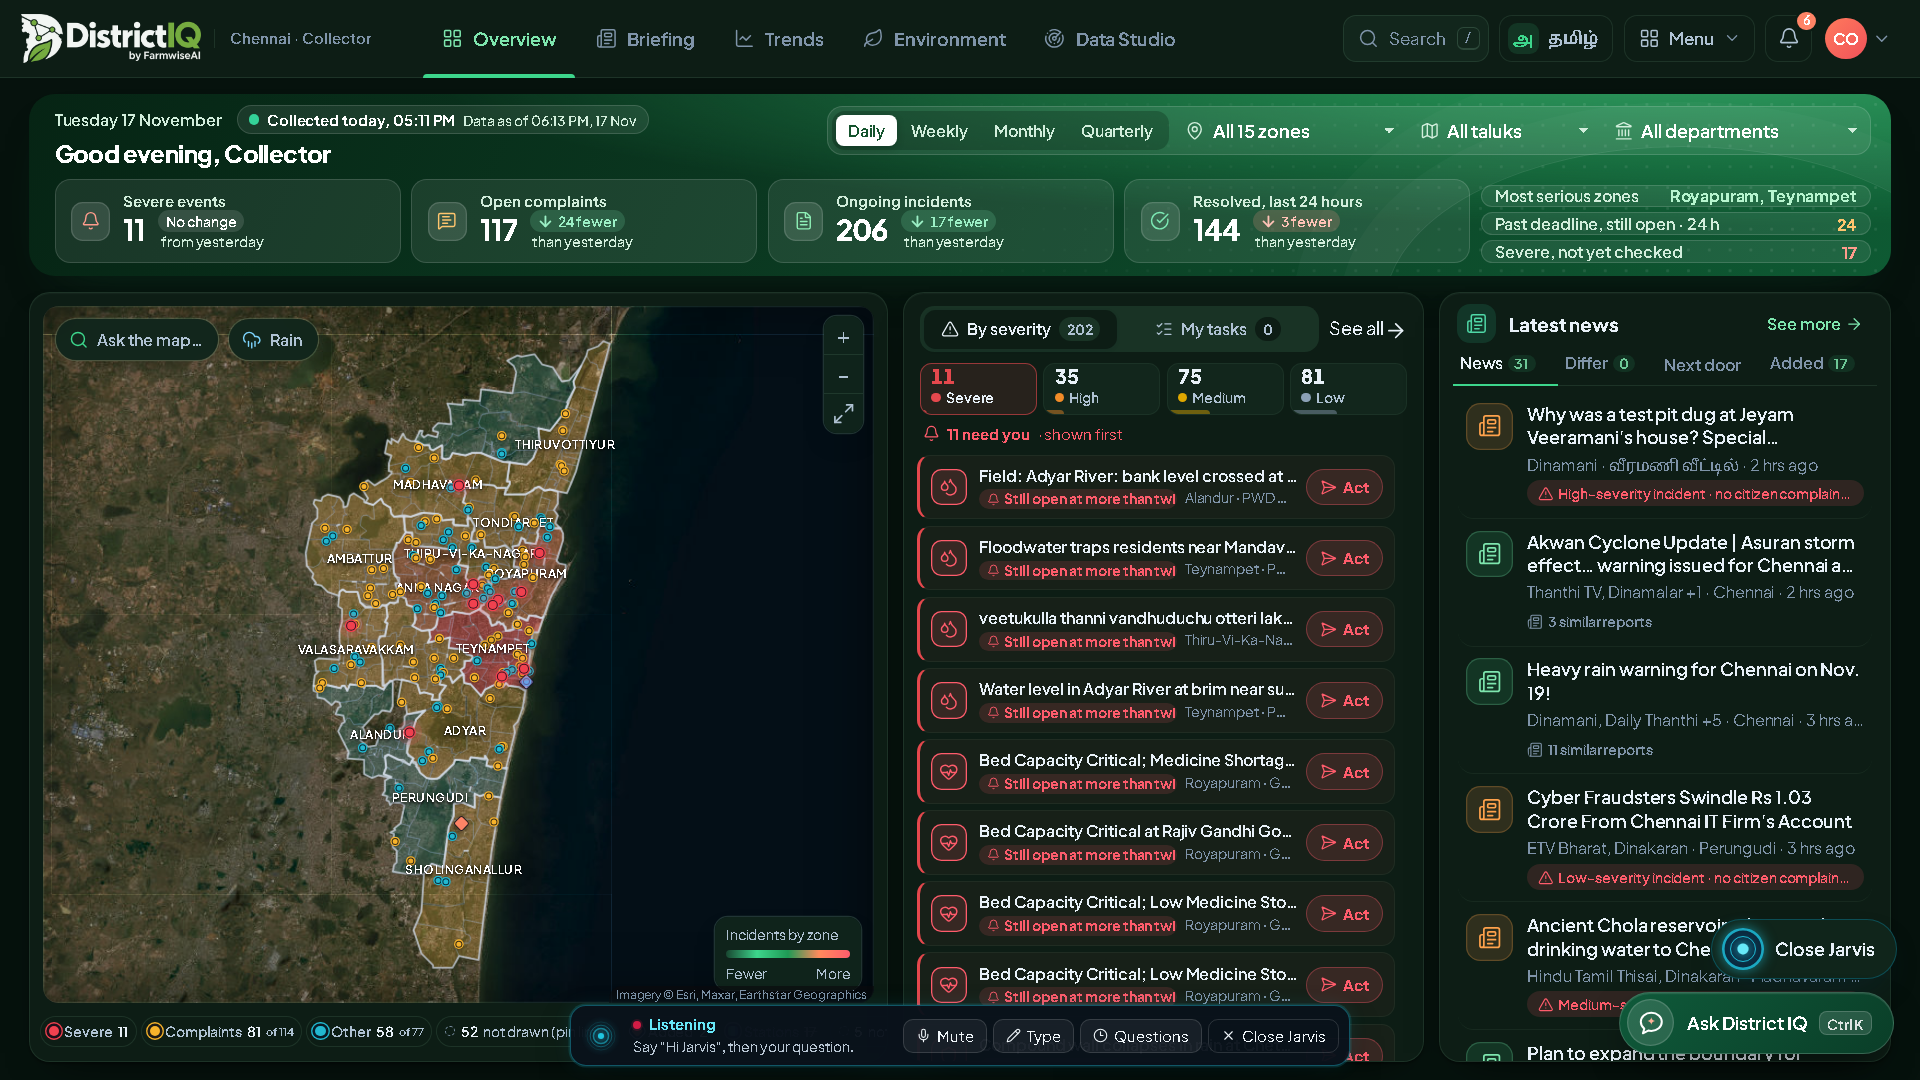 DistrictIQ
by FarmwiseAI
Chennai · Collector
Overview
Briefing
Trends
Environment
Data Studio
Search /
அ தமிழ்
Menu
6
CO
Tuesday 17 November
Collected today, 05:11 PM Data as of 06:13 PM, 17 Nov
Good evening, Collector
Daily Weekly Monthly Quarterly
All 15 zones
All taluks
All departments
Severe events
11 No change
from yesterday
Open complaints
117 ↓ 24 fewer
than yesterday
Ongoing incidents
206 ↓ 17 fewer
than yesterday
Resolved, last 24 hours
144 ↓ 3 fewer
than yesterday
Most serious zones Royapuram, Teynampet
Past deadline, still open · 24 h 24
Severe, not yet checked 17
Ask the map...
Rain
+
−
THIRUVOTTIYUR
TONDIARPET
AMBATTUR
THIRU-VI-KA-NAGAR
ROYAPURAM
VALASARAVAKKAM
TEYNAMPET
ADYAR
PERUNGUDI
SHOLINGANALLUR
Incidents by zone
Fewer More
Imagery © Esri, Maxar, Earthstar Geographics
Severe 11
Complaints 81 of 114
Other 58 of 77
52 not drawn (pi
By severity 202
My tasks 0
See all →
11
Severe
35
High
75
Medium
81
Low
11 need you · shown first
Field: Adyar River: bank level crossed at ...
Still open at more than twi Alandur · PWD ...
Act
Floodwater traps residents near Mandav...
Still open at more than twi Teynampet · P...
Act
veetukulla thanni vandhuduchu otteri lak...
Still open at more than twi Thiru-Vi-Ka-Na...
Act
Water level in Adyar River at brim near su...
Still open at more than twi Teynampet · P...
Act
Bed Capacity Critical; Medicine Shortag...
Still open at more than twi Royapuram · G...
Act
Bed Capacity Critical at Rajiv Gandhi Go...
Still open at more than twi Royapuram · G...
Act
Bed Capacity Critical; Low Medicine Sto...
Still open at more than twi Royapuram · G...
Act
Bed Capacity Critical; Low Medicine Sto...
Still open at more than twi Royapuram · G...
Act
Latest news
See more →
News 31
Differ 0
Next door
Added 17
Why was a test pit dug at Jeyam
Veeramani's house? Special...
Dinamani · வீரமணி வீட்டில் · 2 hrs ago
High-severity incident · no citizen complain...
Akwan Cyclone Update | Asuran storm
effect... warning issued for Chennai a...
Thanthi TV, Dinamalar +1 · Chennai · 2 hrs ago
3 similar reports
Heavy rain warning for Chennai on Nov.
19!
Dinamani, Daily Thanthi +5 · Chennai · 3 hrs a...
11 similar reports
Cyber Fraudsters Swindle Rs 1.03
Crore From Chennai IT Firm's Account
ETV Bharat, Dinakaran · Perungudi · 3 hrs ago
Low-severity incident · no citizen complain...
Ancient Chola reservoir
drinking water to Che
Hindu Tamil Thisai, Dinakaran
Medium-s
Plan to expand the boundary for
Listening
Say "Hi Jarvis", then your question.
Mute
Type
Questions
Close Jarvis
Close Jarvis
Ask District IQ Ctrl K